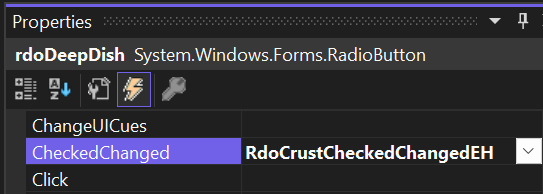 Properties
rdoDeepDish System.Windows.Forms.RadioButton
ChangeUICues
CheckedChanged RdoCrustCheckedChangedEH
Click